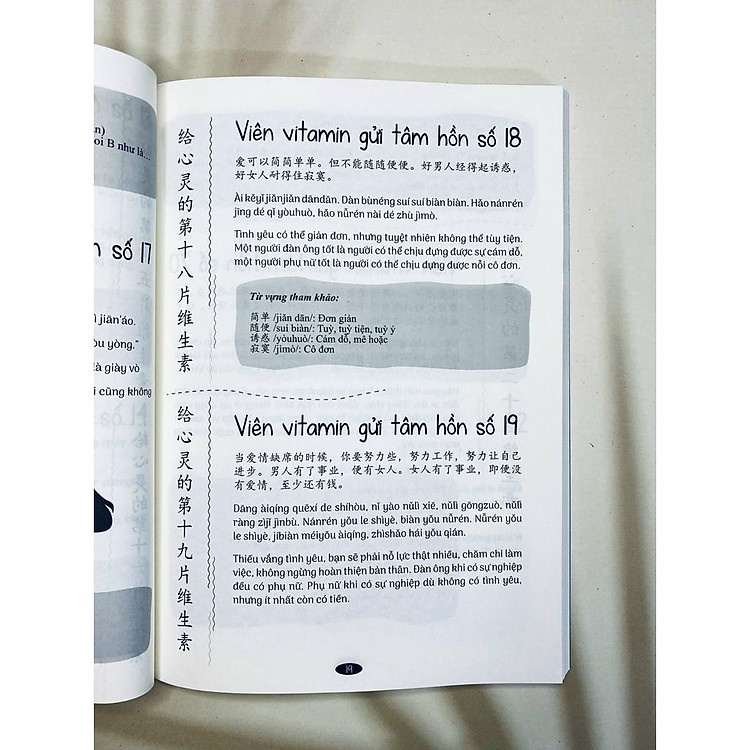 n)
oi B như là...
n số 17
ì jiān'áo.
òu yòng."
là giày vò
i cũng không
给心灵的第十八片维生素
Viên vitamin gửi tâm hồn số 18
爱可以简简单单。但不能随随便便。好男人经得起诱惑，
好女人耐得住寂寞。
Ài kěyǐ jiǎnjiǎn dāndān. Dàn bùnéng suí suí biàn biàn. Hǎo nánrén
jīng dé qǐ yòuhuò, hǎo nǚrén nài dé zhù jìmò.
Tình yêu có thể giản đơn, nhưng tuyệt nhiên không thể tùy tiện.
Một người đàn ông tốt là người có thể chịu đựng được sự cám dỗ,
một người phụ nữ tốt là người có thể chịu đựng được nỗi cô đơn.
Từ vựng tham khảo:
简单 /jiǎn dān/: Đơn giản
随便 /suí biàn/: Tuỳ, tuỳ tiện, tuỳ ý
诱惑 /yòuhuò/: Cám dỗ, mê hoặc
寂寞 /jìmò/: Cô đơn
给心灵的第十九片维生素
Viên vitamin gửi tâm hồn số 19
当爱情缺席的时候，你要努力些，努力工作，努力让自己
进步。男人有了事业，便有女人。女人有了事业，即便没
有爱情，至少还有钱。
Dāng àiqíng quēxí de shíhòu, nǐ yào nǔlì xiē, nǔlì gōngzuò, nǔlì
ràng zìjǐ jìnbù. Nánrén yǒu le shìyè, biàn yǒu nǚrén. Nǚrén yǒu
le shìyè, jíbiàn méiyǒu àiqíng, zhìshǎo hái yǒu qián.
Thiếu vắng tình yêu, bạn sẽ phải nỗ lực thật nhiều, chăm chỉ làm
việc, không ngừng hoàn thiện bản thân. Đàn ông khi có sự nghiệp
đều có phụ nữ. Phụ nữ khi có sự nghiệp dù không có tình yêu,
nhưng ít nhất còn có tiền.
19